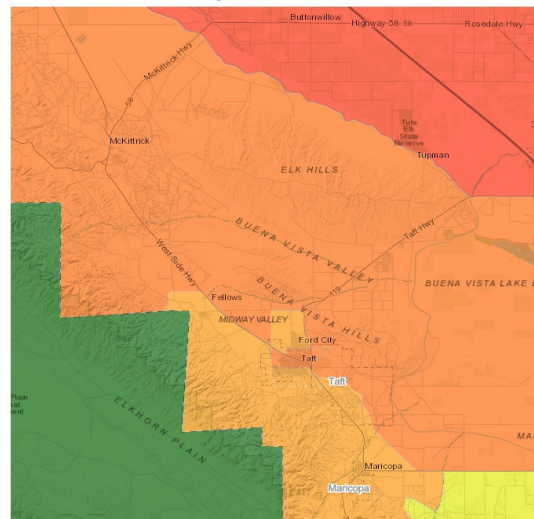 Buttonwillow
Highway-58-58
Rosedale Hwy
McKittrick Hwy
58
Tule
Elk
State
Reserve
McKittrick
Tupman
ELK HILLS
BUENA VISTA VALLEY
Taft Hwy
West Side Hwy
119
BUENA VISTA LAKE
Fellows
BUENA VISTA HILLS
MIDWAY VALLEY
Ford City
Taft
Taft
Plain
ELKHORN PLAIN
MA
Maricopa
Maricopa